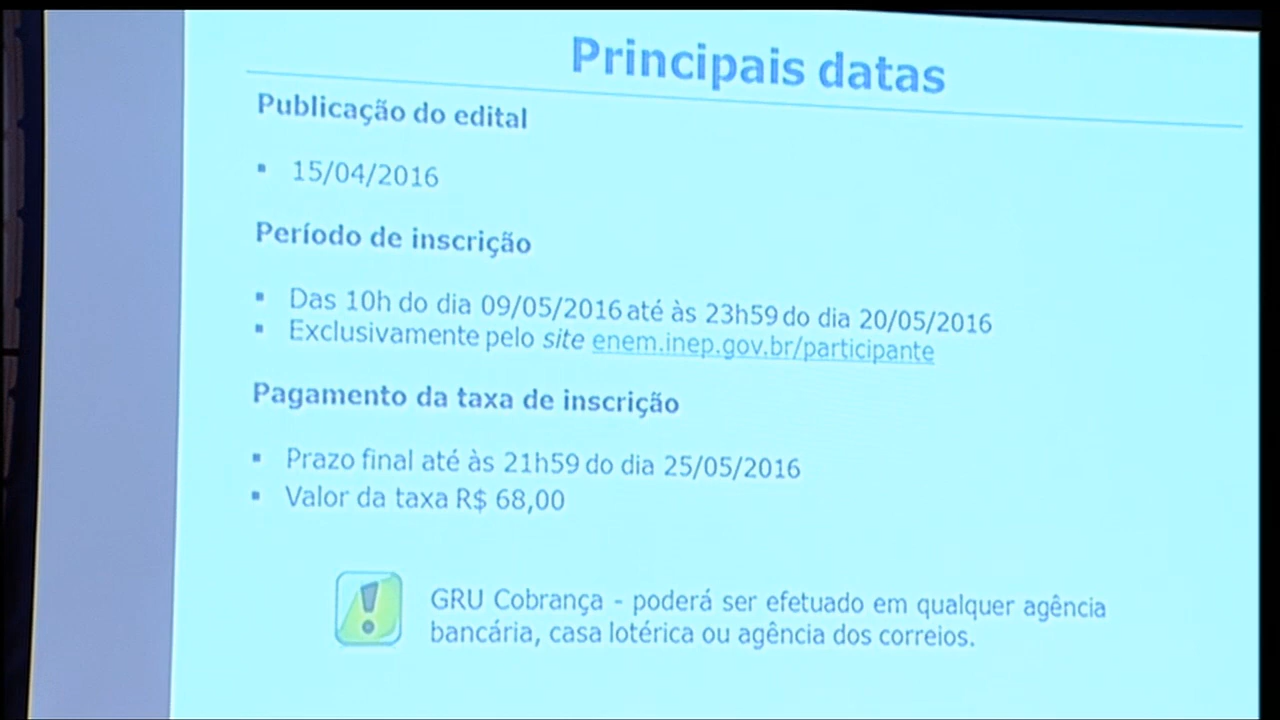 Principais datas
Publicação do edital
▪ 15/04/2016
Período de inscrição
▪ Das 10h do dia 09/05/2016 até às 23h59 do dia 20/05/2016
▪ Exclusivamente pelo site enem.inep.gov.br/participante
Pagamento da taxa de inscrição
▪ Prazo final até às 21h59 do dia 25/05/2016
▪ Valor da taxa R$ 68,00
GRU Cobrança - poderá ser efetuado em qualquer agência
bancária, casa lotérica ou agência dos correios.